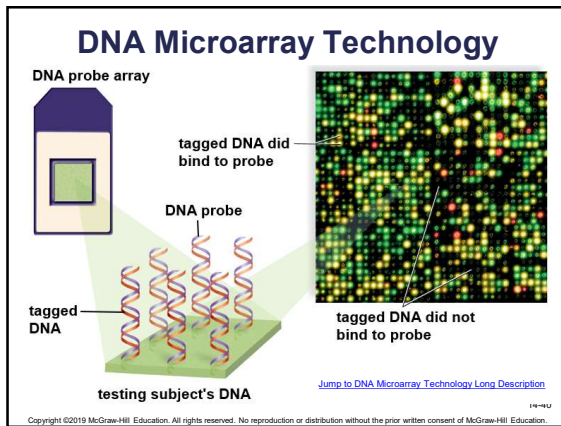 DNA Microarray Technology
DNA probe array
tagged DNA did
bind to probe
DNA probe
tagged
DNA
tagged DNA did not
bind to probe
testing subject's DNA
Jump to DNA Microarray Technology Long Description
14-40
Copyright ©2019 McGraw-Hill Education. All rights reserved. No reproduction or distribution without the prior written consent of McGraw-Hill Education.